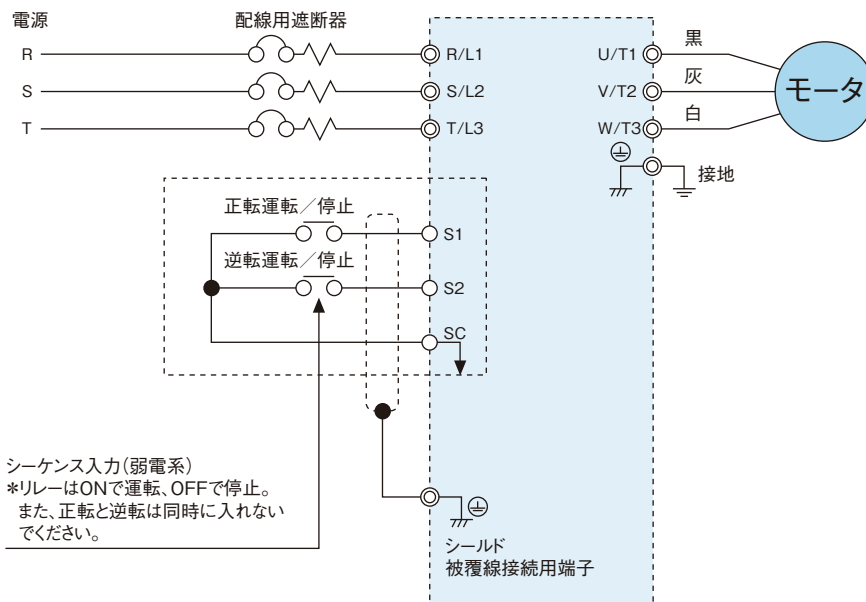 電源
配線用遮断器
R
R/L1
U/T1
黒
S
S/L2
V/T2
灰
モータ
T
T/L3
W/T3
白
接地
正転運転／停止
S1
逆転運転／停止
S2
SC
シーケンス入力(弱電系)
*リレーはONで運転、OFFで停止。
また、正転と逆転は同時に入れない
でください。
シールド
被覆線接続用端子